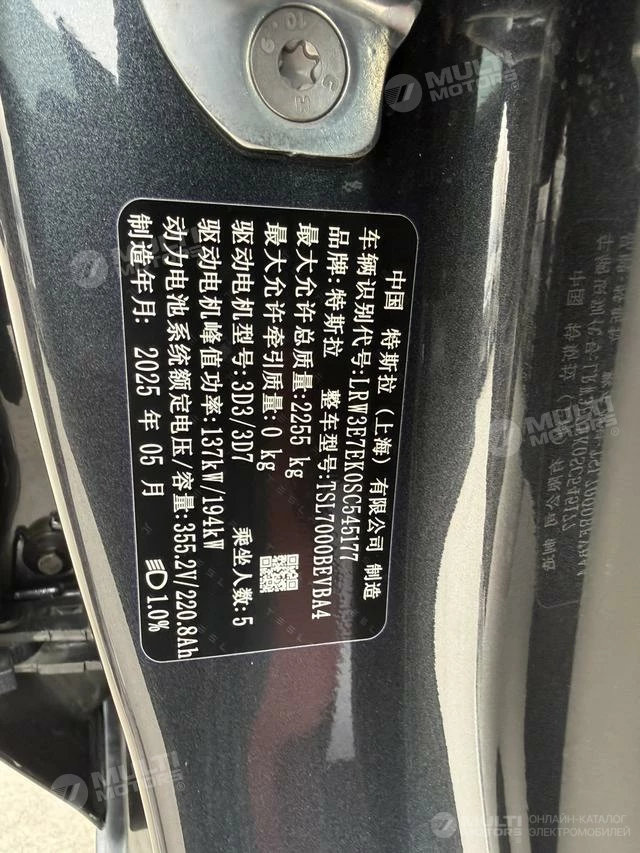 中国 特斯拉 (上海) 有限公司 制造
车辆识别代号:LRW3E7EK0SC545177
品牌:特斯拉 整车型号:TSL7000BEVBA4
最大允许总质量:2255 kg
最大允许牵引质量:0 kg
驱动电机型号:3D3/3D7 乘坐人数:5
驱动电机峰值功率:137kW/194kW
动力电池系统额定电压/容量:355.2V/220.8Ah
制造年月: 2025 年 05 月 1.0%
10.9
MULTI MOTORS
MULTI MOTORS
MULTI MOTORS
MULTI MOTORS
ОНЛАЙН-КАТАЛОГ
ЭЛЕКТРОМОБИЛЕЙ